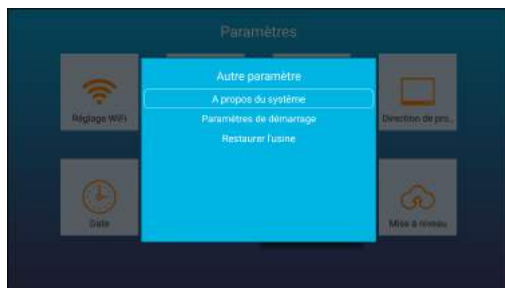 Paramètres
Autre paramètre
A propos du système
Paramètres de démarrage
Restaurer l'usine
Réglage WiFi
Direction de pro...
Date
Mise à niveau